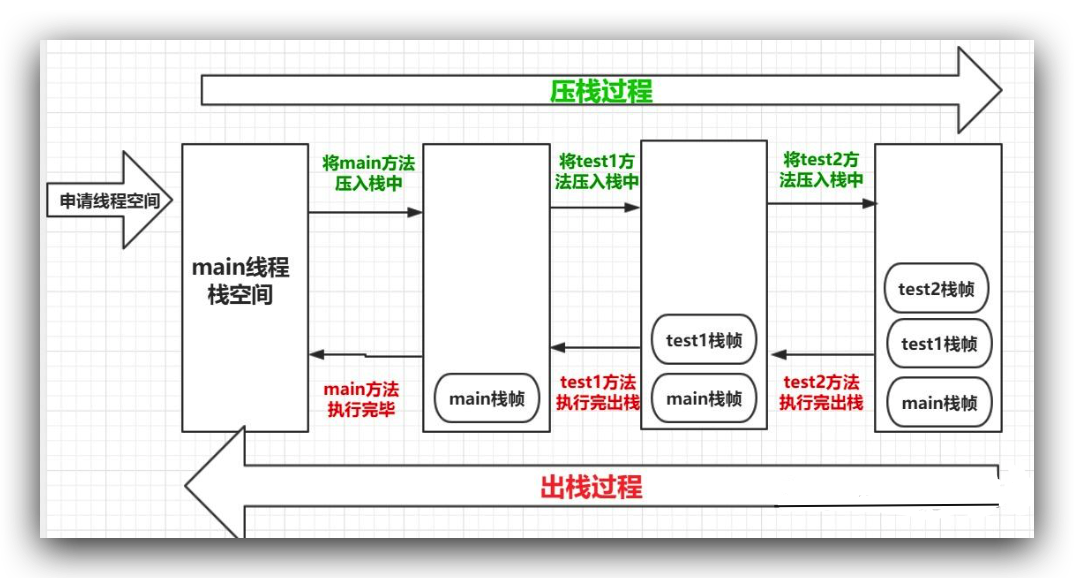 压栈过程
申请线程空间
main线程
栈空间
将main方法
压入栈中
将test1方
法压入栈中
将test2方
法压入栈中
main方法
执行完毕
main栈帧
test1方法
执行完出栈
test1栈帧
main栈帧
test2方法
执行完出栈
test2栈帧
test1栈帧
main栈帧
出栈过程